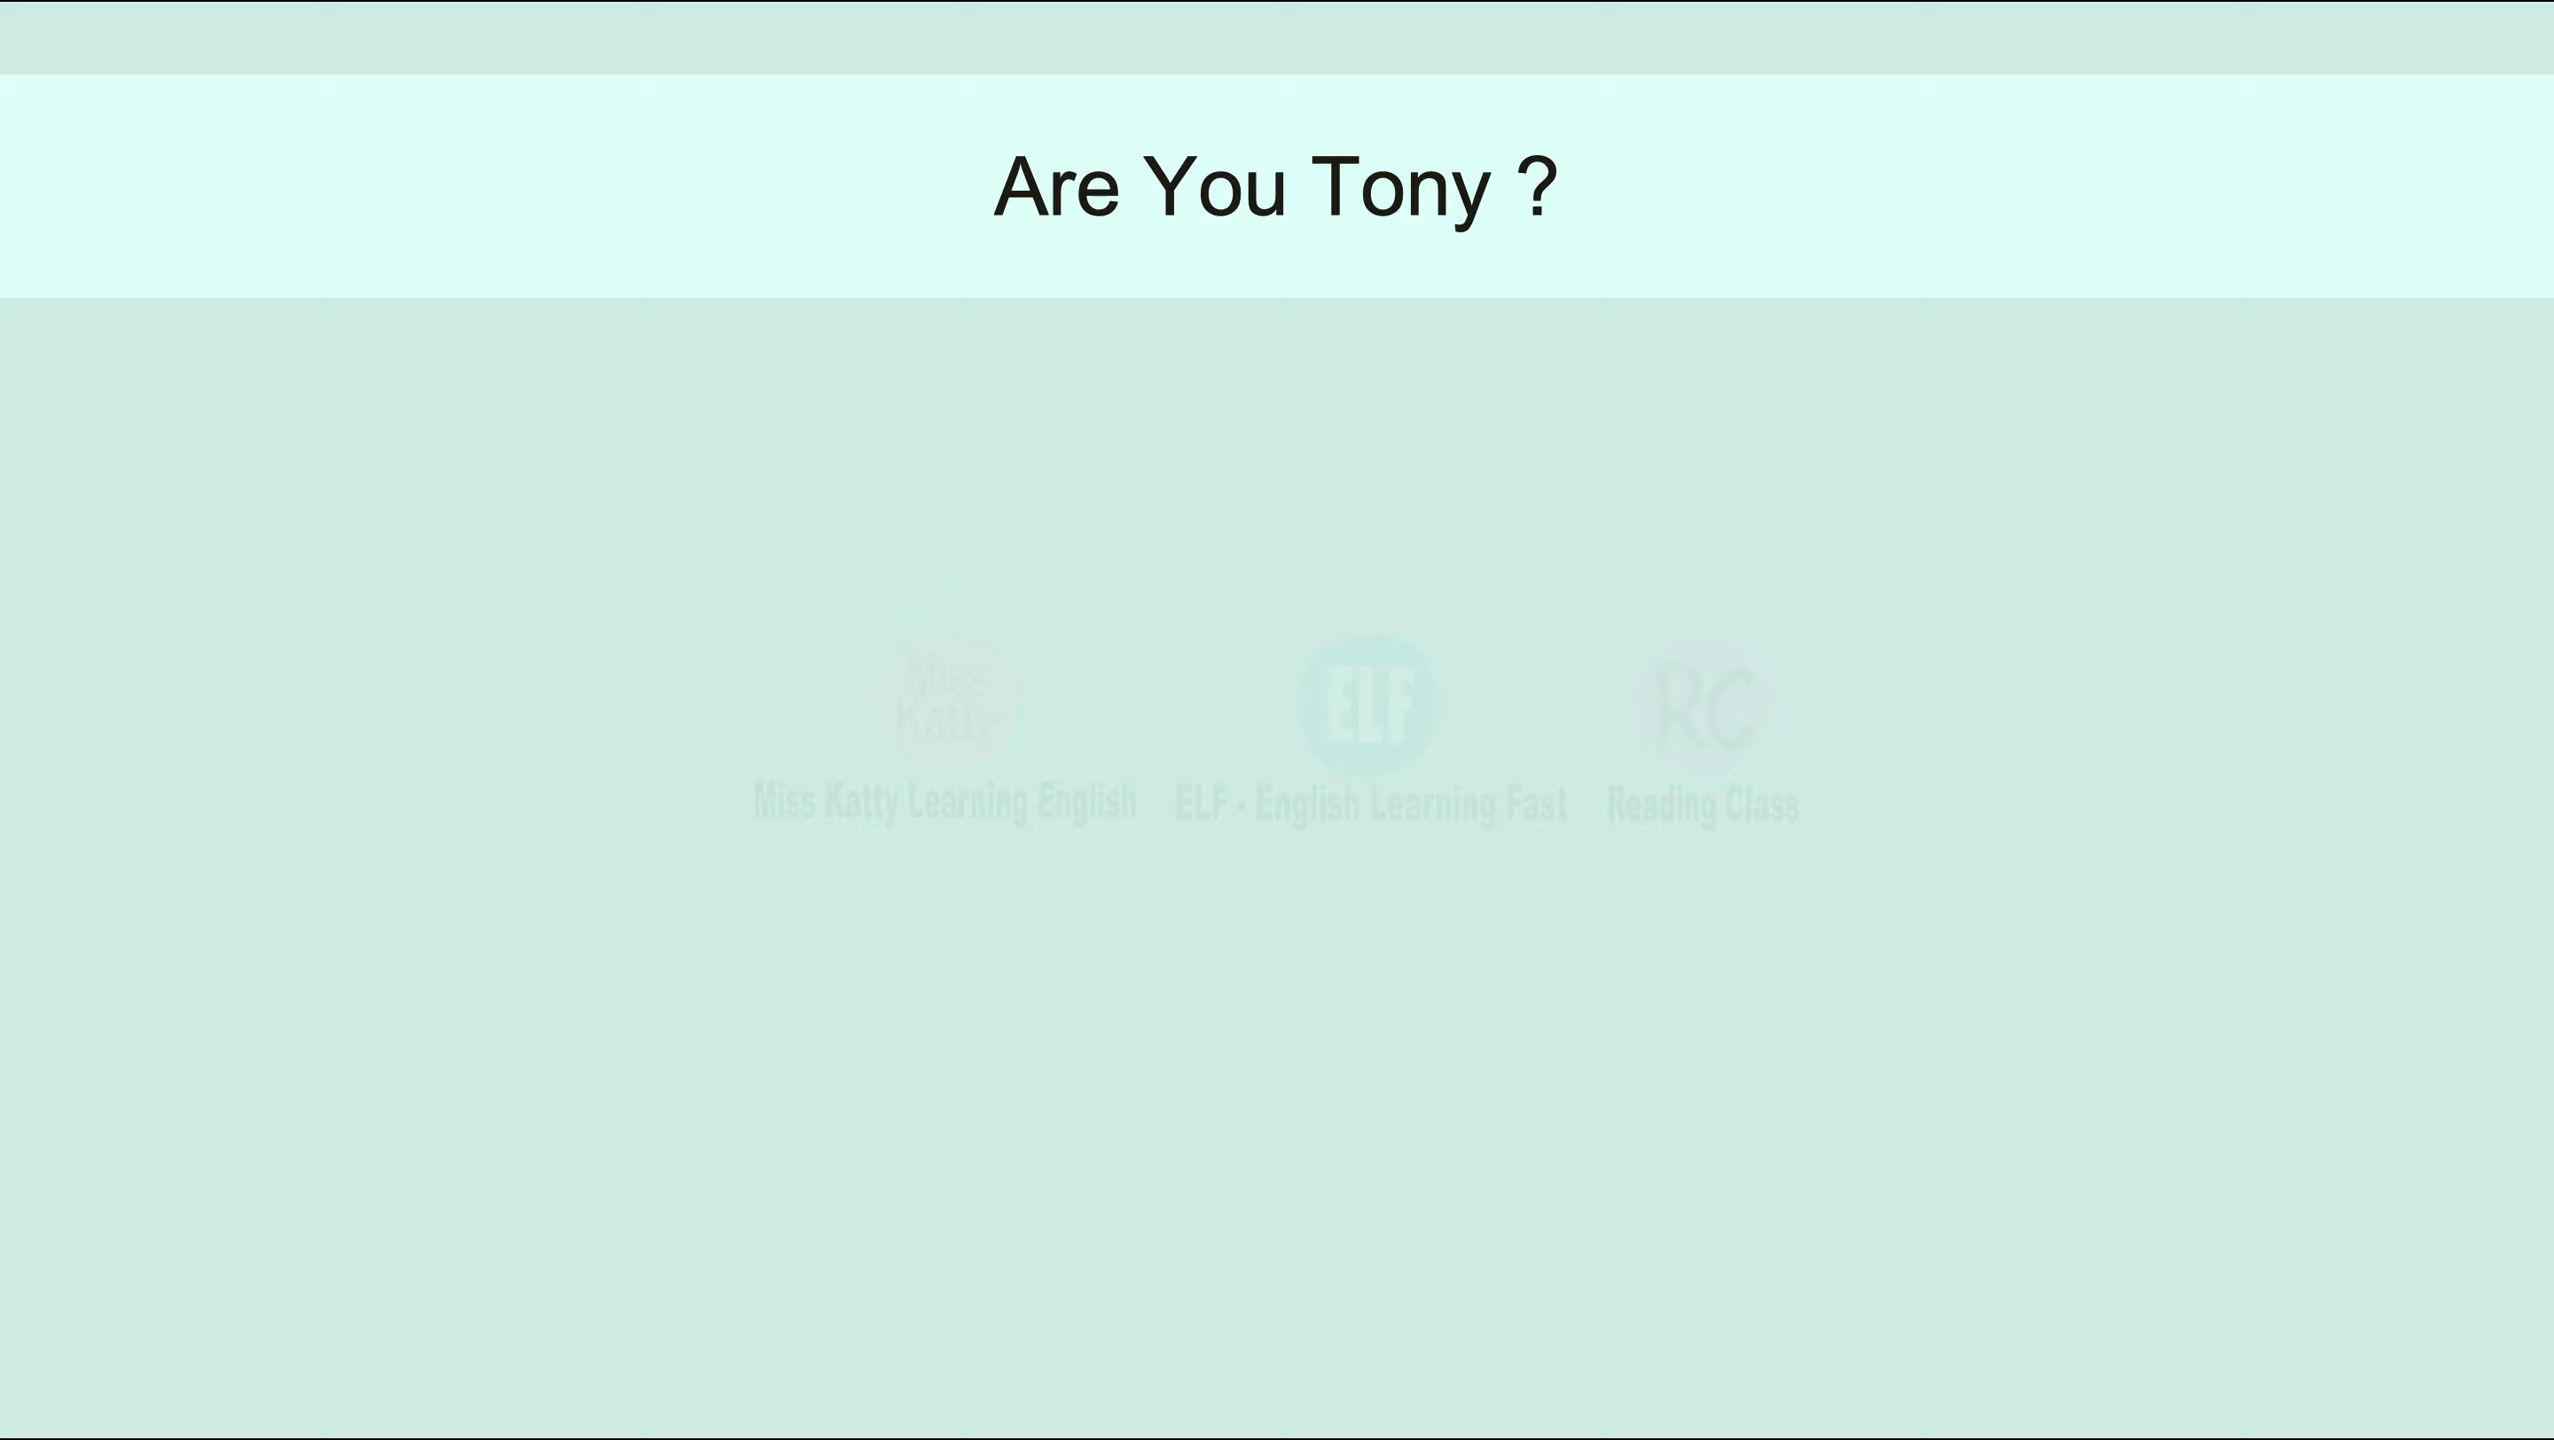 Are You Tony ?
Miss
Katty
ELF
RC
Miss Katty Learning English
ELF - English Learning Fast
Reading Class